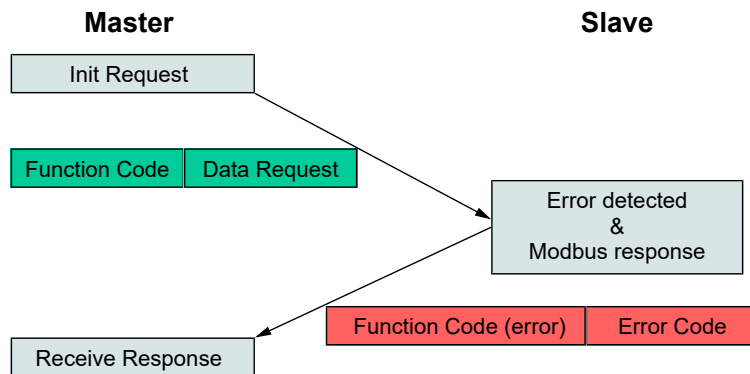 Master
Slave
Init Request
Function Code
Data Request
Error detected
&
Modbus response
Function Code (error)
Error Code
Receive Response